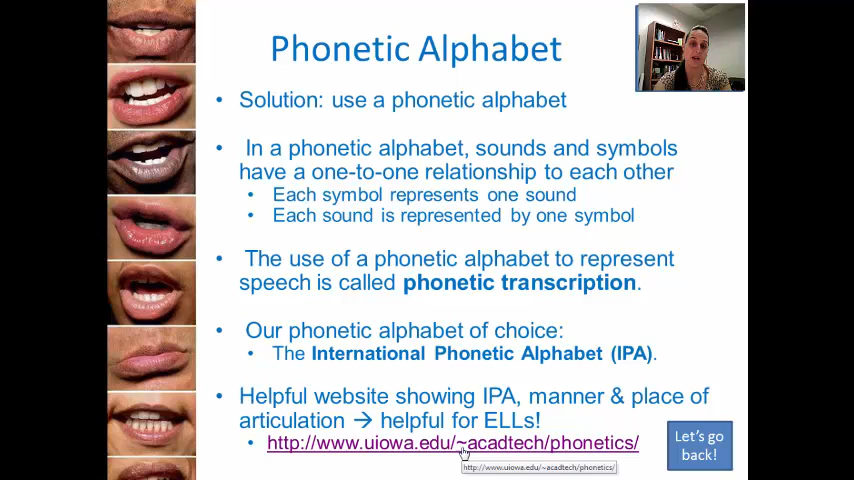 Phonetic Alphabet
• Solution: use a phonetic alphabet
• In a phonetic alphabet, sounds and symbols
have a one-to-one relationship to each other
• Each symbol represents one sound
• Each sound is represented by one symbol
• The use of a phonetic alphabet to represent
speech is called phonetic transcription.
• Our phonetic alphabet of choice:
• The International Phonetic Alphabet (IPA).
• Helpful website showing IPA, manner & place of
articulation → helpful for ELLs!
• http://www.uiowa.edu/~acadtech/phonetics/
http://www.uiowa.edu/~acadtech/phonetics/
Let's go
back!